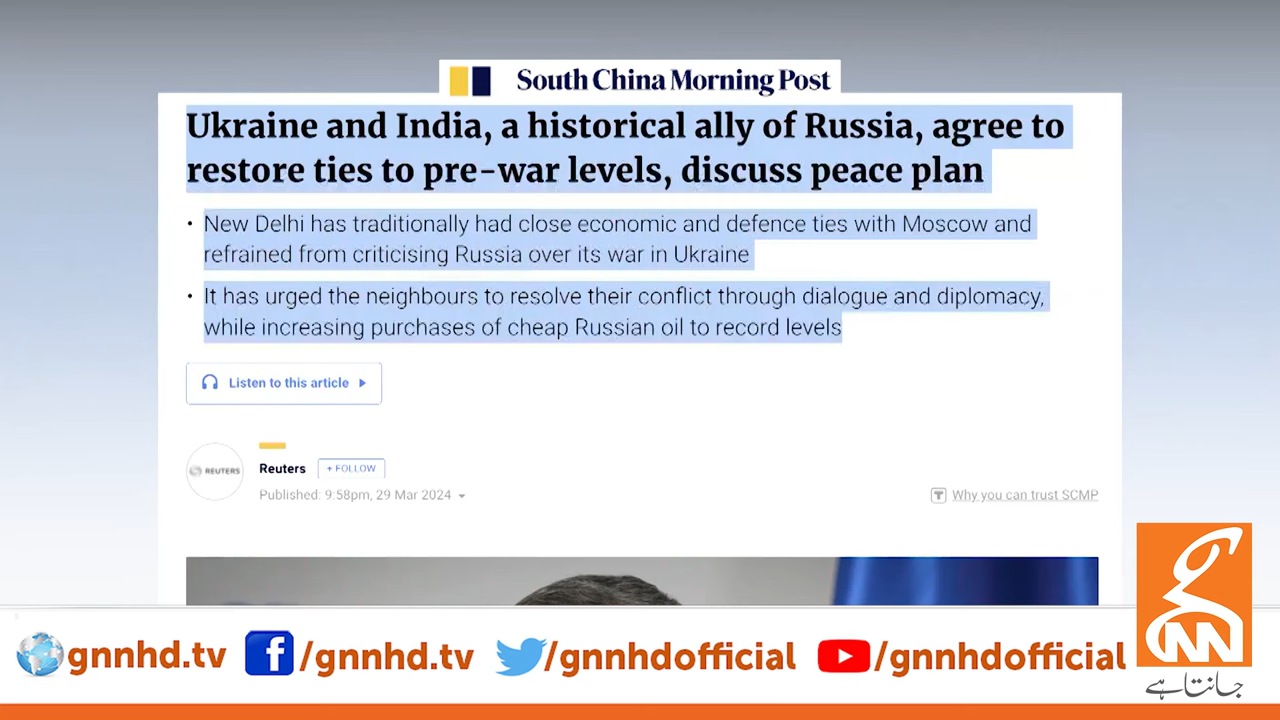 South China Morning Post
Ukraine and India, a historical ally of Russia, agree to
restore ties to pre-war levels, discuss peace plan
• New Delhi has traditionally had close economic and defence ties with Moscow and
refrained from criticising Russia over its war in Ukraine
• It has urged the neighbours to resolve their conflict through dialogue and diplomacy,
while increasing purchases of cheap Russian oil to record levels
Listen to this article
REUTERS
Reuters
+ FOLLOW
Published: 9:58pm, 29 Mar 2024
Why you can trust SCMP
gnnhd.tv
/gnnhd.tv
/gnnhdofficial
/gnnhdofficial
GNN
جانتا ہے